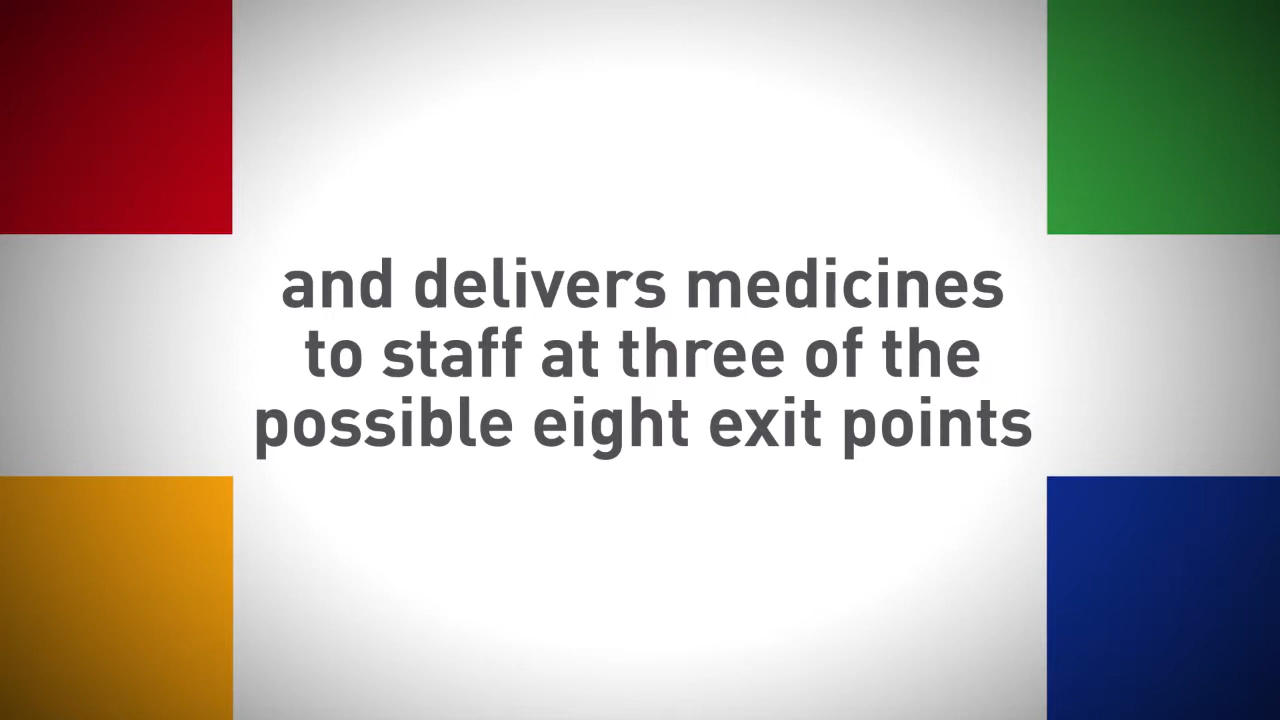 and delivers medicines
to staff at three of the
possible eight exit points